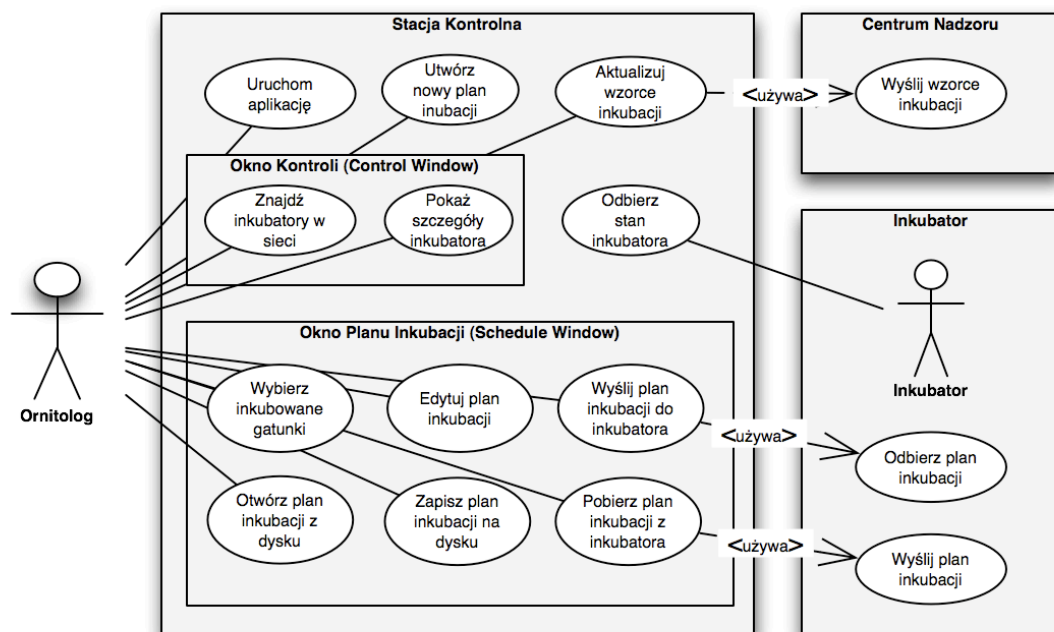 Stacja Kontrolna
Uruchom
aplikację
Utwórz
nowy plan
inubacji
Aktualizuj
wzorce
inkubacji
<używa>
Centrum Nadzoru
Wyślij wzorce
inkubacji
Okno Kontroli (Control Window)
Znajdź
inkubatory w
sieci
Pokaż
szczegóły
inkubatora
Odbierz
stan
inkubatora
Inkubator
Inkubator
Ornitolog
Okno Planu Inkubacji (Schedule Window)
Wybierz
inkubowane
gatunki
Edytuj plan
inkubacji
Wyślij plan
inkubacji do
inkubatora
<używa>
Odbierz plan
inkubacji
Otwórz plan
inkubacji z
dysku
Zapisz plan
inkubacji na
dysku
Pobierz plan
inkubacji z
inkubatora
<używa>
Wyślij plan
inkubacji